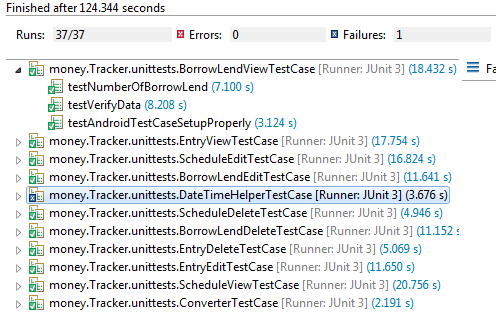 Finished after 124.344 seconds
Runs: 37/37 Errors: 0 Failures: 1
money.Tracker.unittests.BorrowLendViewTestCase [Runner: JUnit 3] (18.432 s)
testNumberOfBorrowLend (7.100 s)
testVerifyData (8.208 s)
testAndroidTestCaseSetupProperly (3.124 s)
money.Tracker.unittests.EntryViewTestCase [Runner: JUnit 3] (17.754 s)
money.Tracker.unittests.ScheduleEditTestCase [Runner: JUnit 3] (16.824 s)
money.Tracker.unittests.BorrowLendEditTestCase [Runner: JUnit 3] (11.641 s)
money.Tracker.unittests.DateTimeHelperTestCase [Runner: JUnit 3] (3.676 s)
money.Tracker.unittests.ScheduleDeleteTestCase [Runner: JUnit 3] (4.946 s)
money.Tracker.unittests.BorrowLendDeleteTestCase [Runner: JUnit 3] (11.152 s)
money.Tracker.unittests.EntryDeleteTestCase [Runner: JUnit 3] (5.069 s)
money.Tracker.unittests.EntryEditTestCase [Runner: JUnit 3] (11.650 s)
money.Tracker.unittests.ScheduleViewTestCase [Runner: JUnit 3] (20.756 s)
money.Tracker.unittests.ConverterTestCase [Runner: JUnit 3] (2.191 s)